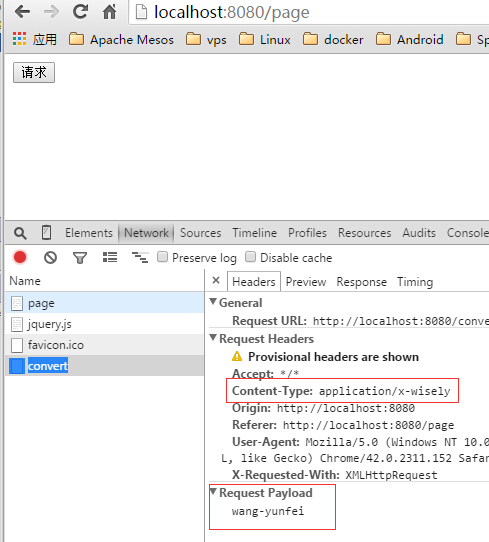 localhost:8080/page
应用 Apache Mesos vps Linux docker Android Sp
请求
Elements Network Sources Timeline Profiles Resources Audits Console
Preserve log Disable cache
Name
× Headers Preview Response Timing
page
jquery.js
favicon.ico
convert
General
Request URL: http://localhost:8080/conve
Request Headers
Provisional headers are shown
Accept: */*
Content-Type: application/x-wisely
Origin: http://localhost:8080
Referer: http://localhost:8080/page
User-Agent: Mozilla/5.0 (Windows NT 10.0
L, like Gecko) Chrome/42.0.2311.152 Safar
X-Requested-With: XMLHttpRequest
Request Payload
wang-yunfei